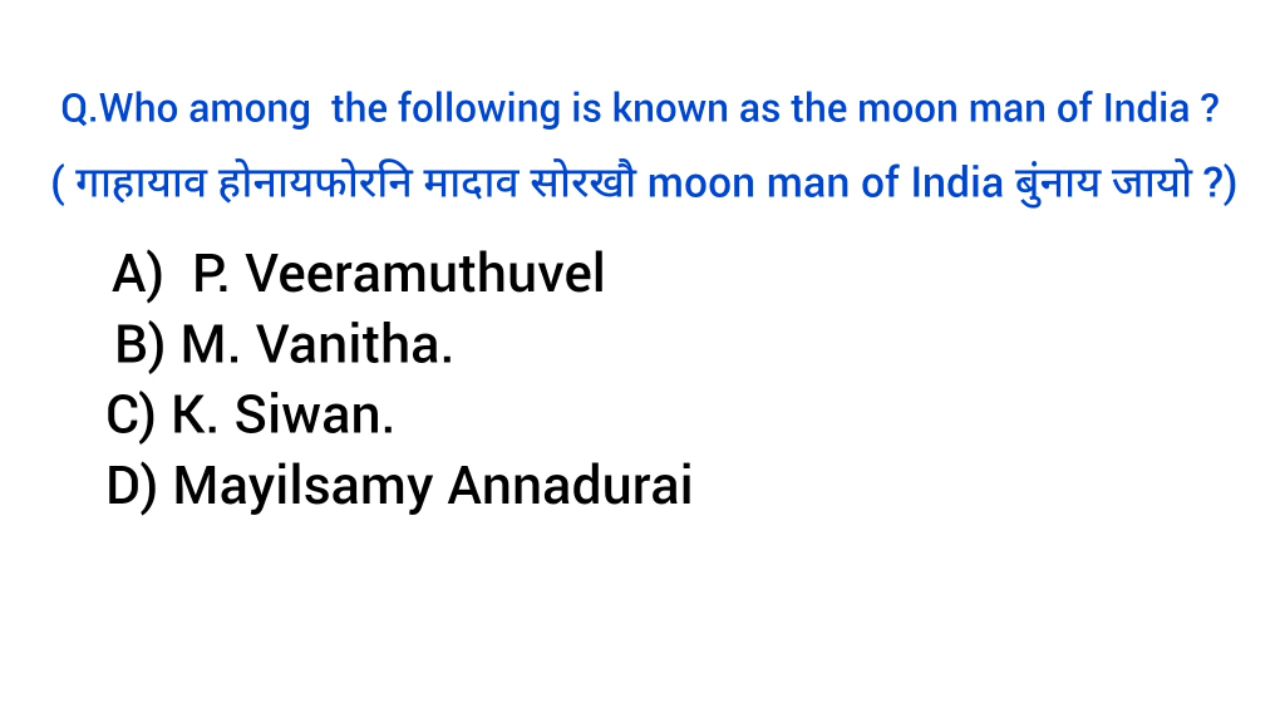 Q.Who among the following is known as the moon man of India ?
( गाहायाव होनायफोरनि मादाव सोरखौ moon man of India बुंनाय जायो ?)
A) P. Veeramuthuvel
B) M. Vanitha.
C) K. Siwan.
D) Mayilsamy Annadurai